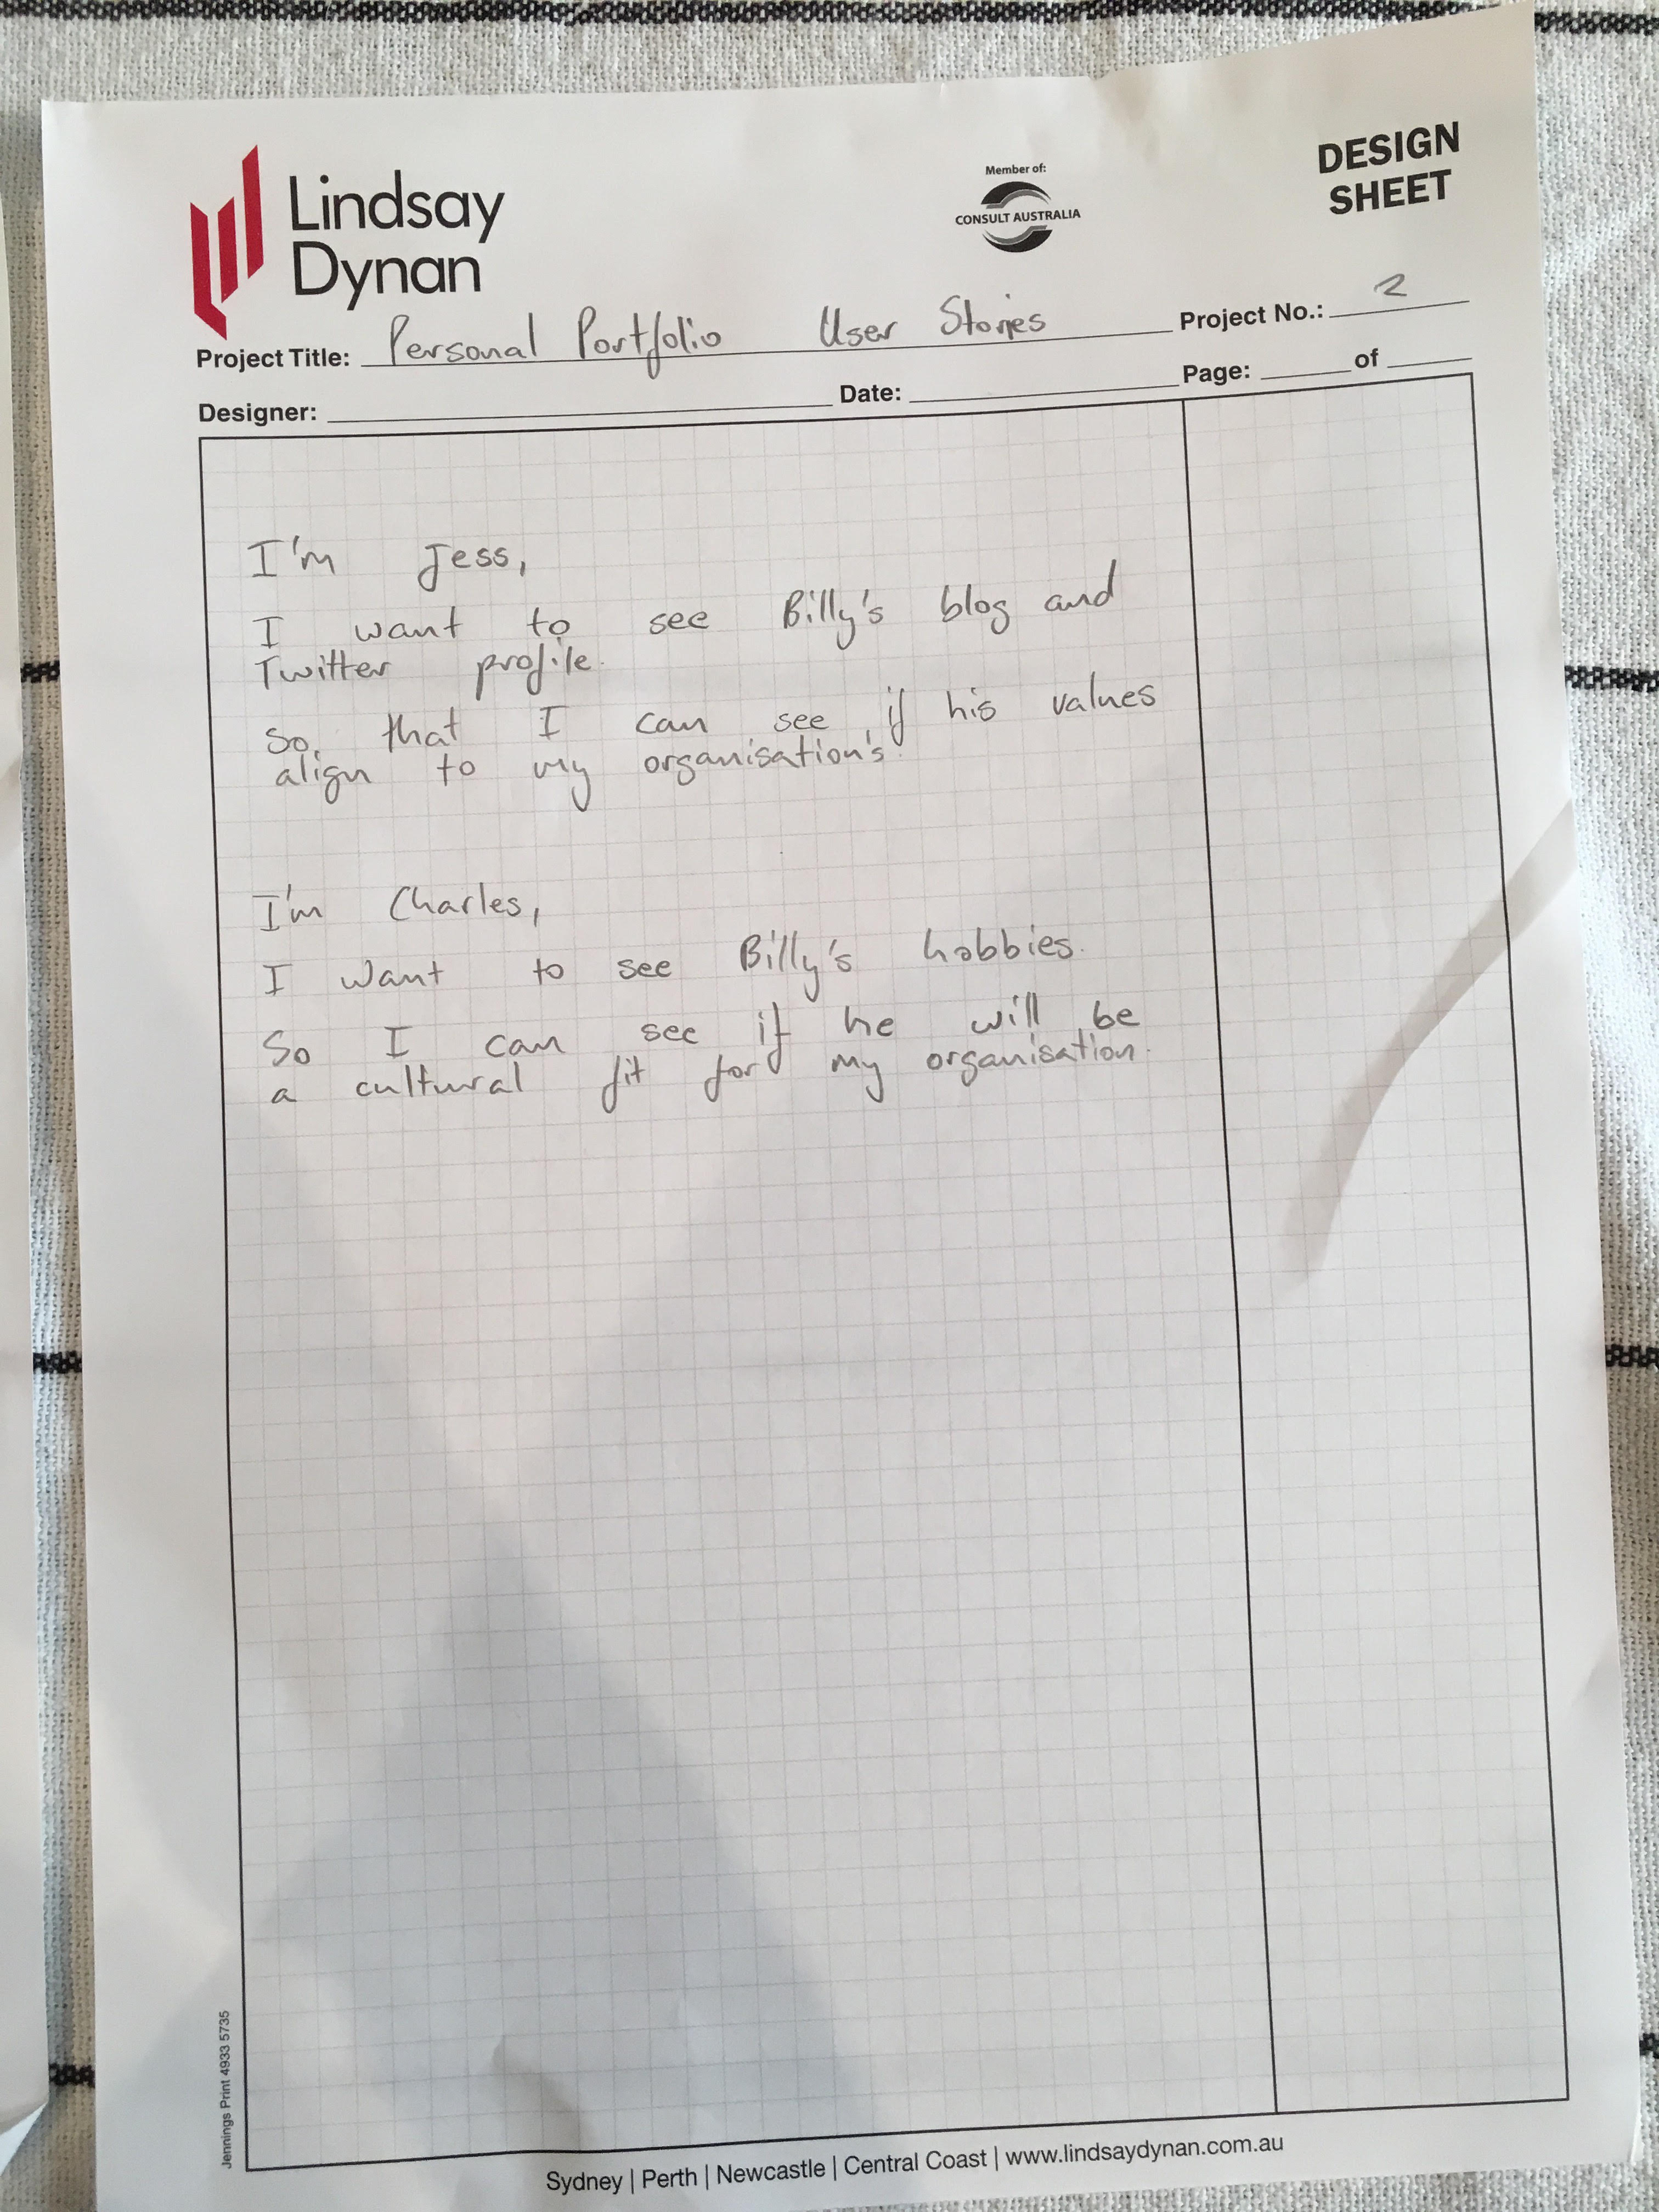 Lindsay
Dynan
Member of:
CONSULT AUSTRALIA
DESIGN
SHEET
Project Title: Personal Portfolio User Stories Project No.: 2
Designer: Date: Page: of
I'm Jess,
I want to see Billy's blog and
Twitter profile.
So, that I can see if his values
align to my organisation's.
I'm Charles,
I want to see Billy's hobbies.
So I can see if he will be
a cultural fit for my organisation.
Jennings Print 4933 5735
Sydney | Perth | Newcastle | Central Coast | www.lindsaydynan.com.au